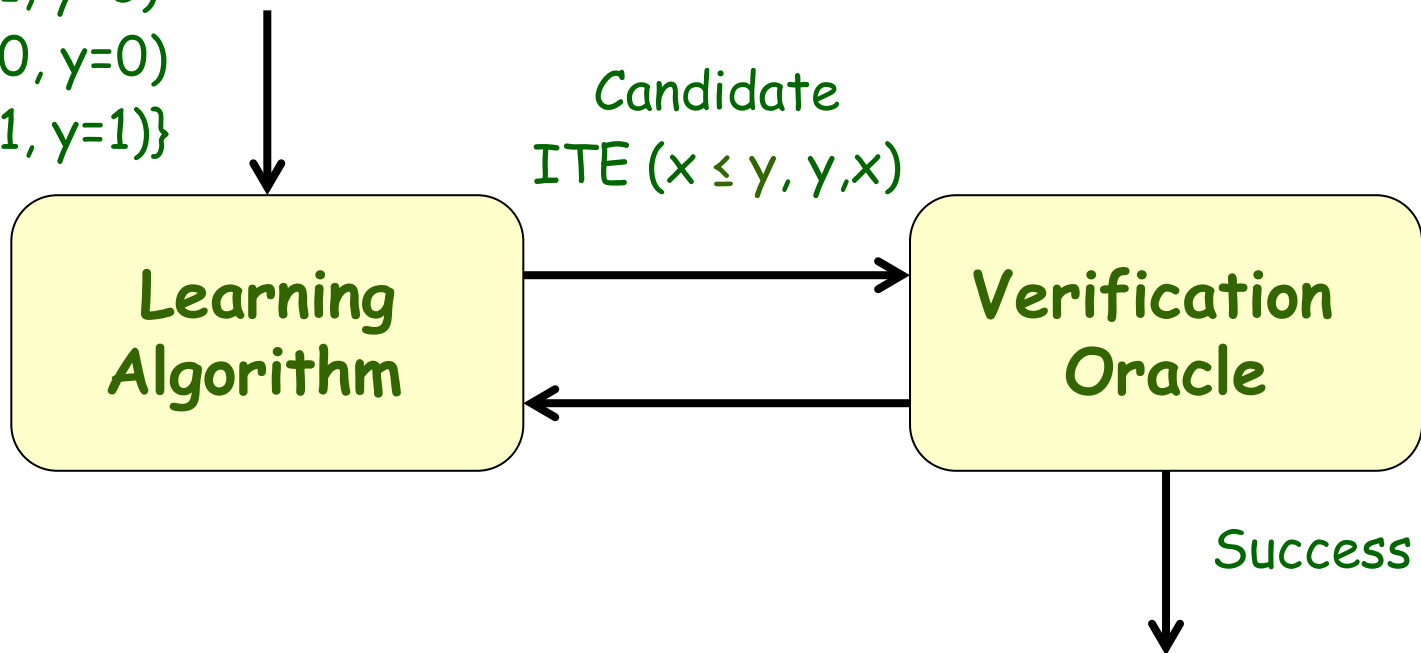 0, y=0)
1, y=1)}
Candidate
ITE (x ≤ y, y,x)
Learning
Algorithm
Verification
Oracle
Success